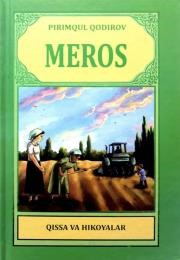 PIRIMQUL QODIROV
MEROS
QISSA VA HIKOYALAR